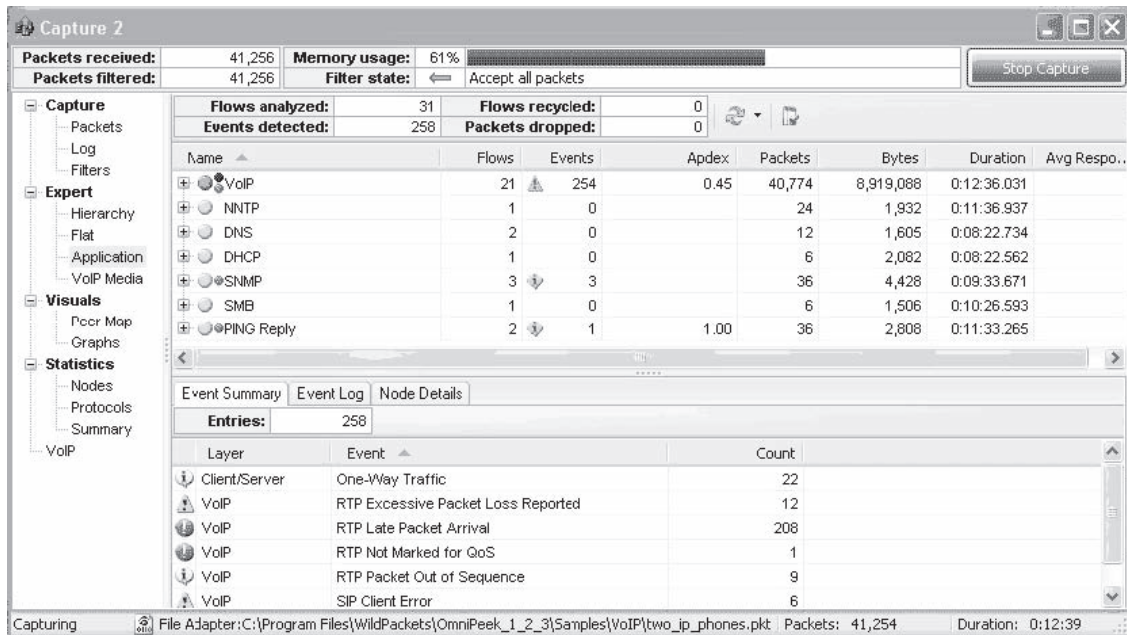 Capture 2
Packets received: 41,256 Memory usage: 61%
Packets filtered: 41,256 Filter state: Accept all packets
Stop Capture
Capture
Packets
Log
Filters
Expert
Hierarchy
Flat
Application
VoIP Media
Visuals
Peer Map
Graphs
Statistics
Nodes
Protocols
Summary
VoIP
Flows analyzed: 31 Flows recycled: 0
Events detected: 258 Packets dropped: 0
Name Flows Events Apdex Packets Bytes Duration Avg Respo..
VoIP 21 254 0.45 40,774 8,919,088 0:12:36.031
NNTP 1 0 24 1,932 0:11:36.937
DNS 2 0 12 1,605 0:08:22.734
DHCP 1 0 6 2,082 0:08:22.562
SNMP 3 3 36 4,428 0:09:33.671
SMB 1 0 6 1,506 0:10:26.593
PING Reply 2 1 1.00 36 2,808 0:11:33.265
Event Summary Event Log Node Details
Entries: 258
Layer Event Count
Client/Server One-Way Traffic 22
VoIP RTP Excessive Packet Loss Reported 12
VoIP RTP Late Packet Arrival 208
VoIP RTP Not Marked for QoS 1
VoIP RTP Packet Out of Sequence 9
VoIP SIP Client Error 6
Capturing File Adapter:C:\Program Files\WildPackets\OmniPeek_1_2_3\Samples\VoIP\two_ip_phones.pkt Packets: 41,254 Duration: 0:12:39